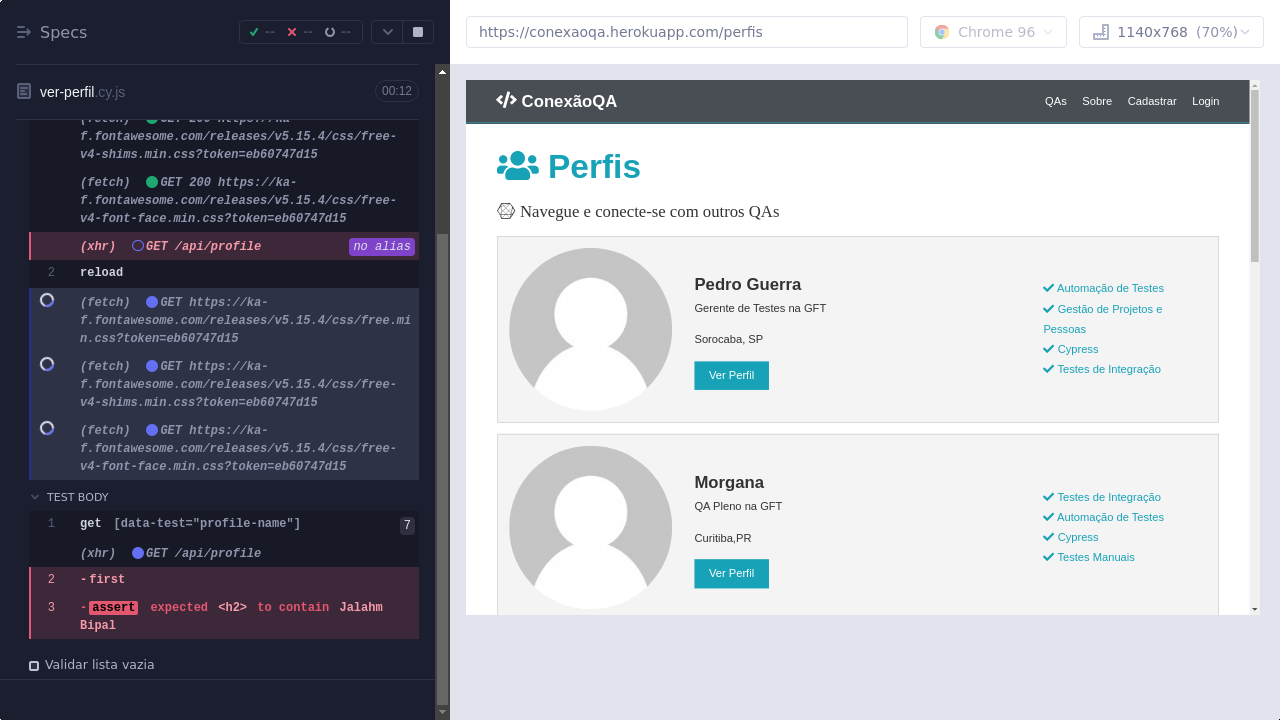 Specs
--
--
--
ver-perfil.cy.js
00:12
(fetch) GET 200 https://ka-
f.fontawesome.com/releases/v5.15.4/css/free-
v4-shims.min.css?token=eb60747d15
(fetch) GET 200 https://ka-
f.fontawesome.com/releases/v5.15.4/css/free-
v4-font-face.min.css?token=eb60747d15
(xhr) GET /api/profile no alias
2 reload
(fetch) GET https://ka-
f.fontawesome.com/releases/v5.15.4/css/free.mi
n.css?token=eb60747d15
(fetch) GET https://ka-
f.fontawesome.com/releases/v5.15.4/css/free-
v4-shims.min.css?token=eb60747d15
(fetch) GET https://ka-
f.fontawesome.com/releases/v5.15.4/css/free-
v4-font-face.min.css?token=eb60747d15
TEST BODY
1 get [data-test="profile-name"] 7
(xhr) GET /api/profile
2 -first
3 -assert expected <h2> to contain Jalahm
Bipal
Validar lista vazia
https://conexaoqa.herokuapp.com/perfis
Chrome 96
1140x768 (70%)
ConexãoQA
QAs Sobre Cadastrar Login
Perfis
Navegue e conecte-se com outros QAs
Pedro Guerra
Gerente de Testes na GFT
Sorocaba, SP
Ver Perfil
Automação de Testes
Gestão de Projetos e
Pessoas
Cypress
Testes de Integração
Morgana
QA Pleno na GFT
Curitiba,PR
Ver Perfil
Testes de Integração
Automação de Testes
Cypress
Testes Manuais